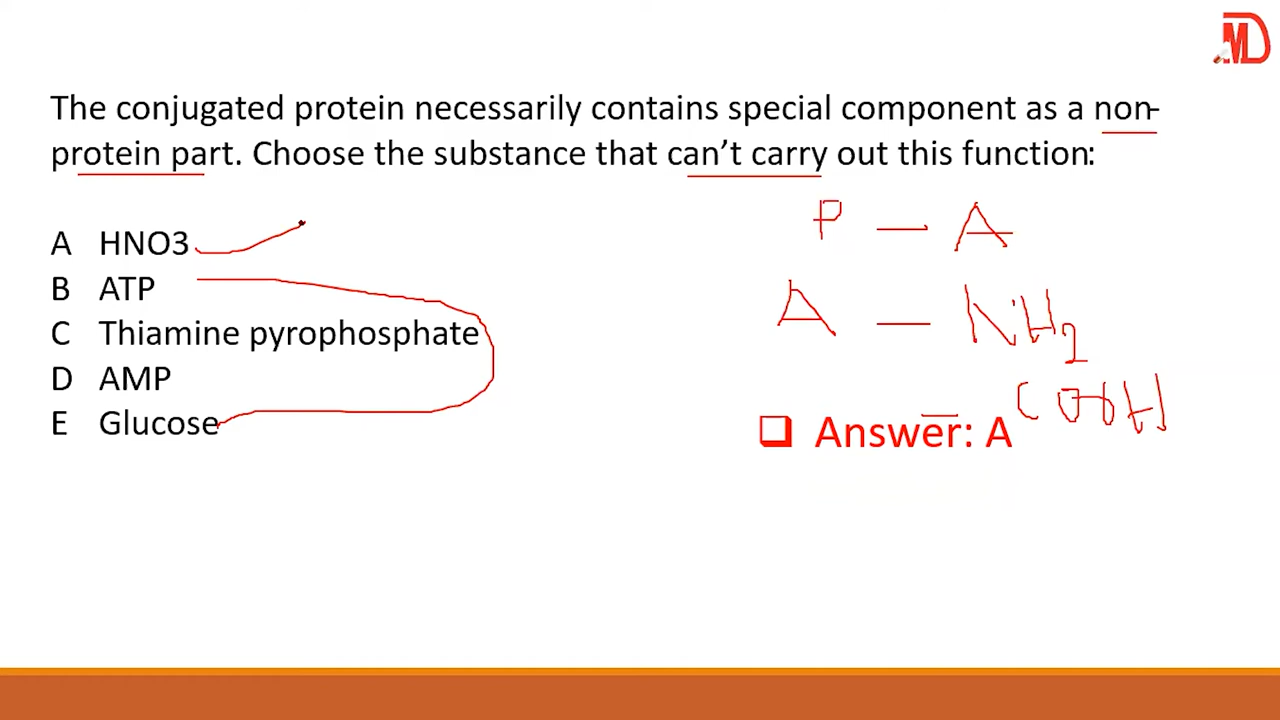 MD
The conjugated protein necessarily contains special component as a non-
protein part. Choose the substance that can't carry out this function:
A HNO3
B ATP
C Thiamine pyrophosphate
D AMP
E Glucose
P — A
A — NH2
COOH
Answer: A